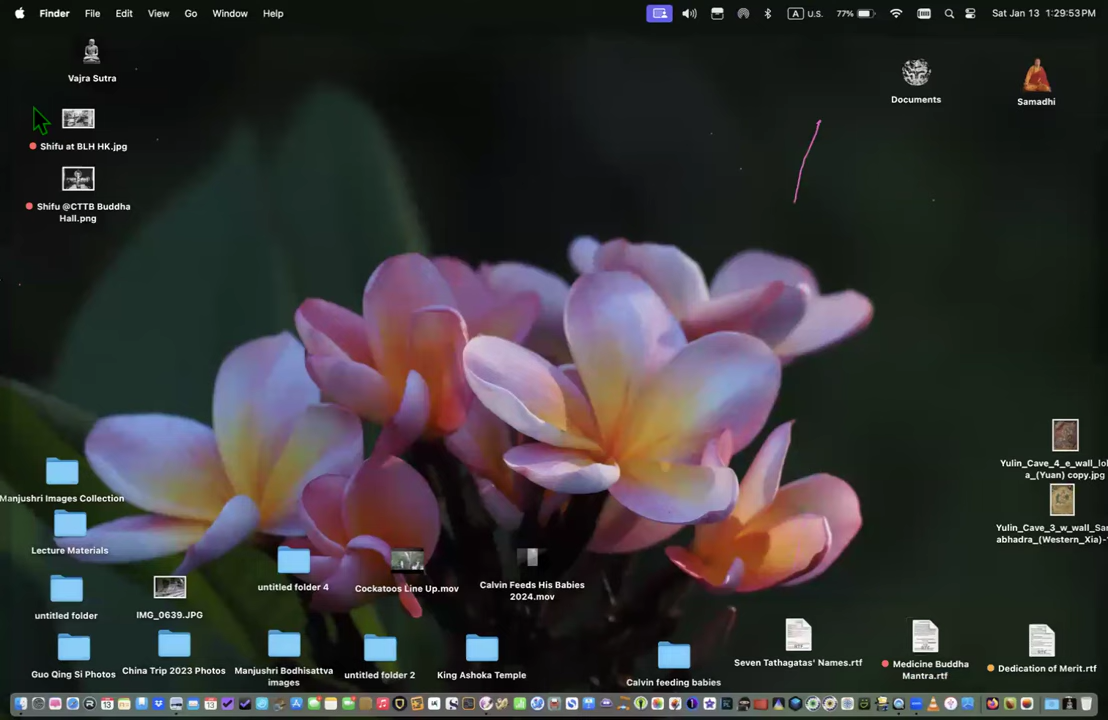 Finder File Edit View Go Window Help A U.S. 77% Sat Jan 13 1:29:53 PM
Vajra Sutra
Documents
Samadhi
Shifu at BLH HK.jpg
Shifu @CTTB Buddha
Hall.png
Yulin_Cave_4_e_wall_lo
a_(Yuan) copy.jpg
Manjushri Images Collection
Yulin_Cave_3_w_wall_Sa
abhadra_(Western_Xia)-
Lecture Materials
untitled folder 4
Cockatoos Line Up.mov
Calvin Feeds His Babies
2024.mov
untitled folder
IMG_0639.JPG
Guo Qing Si Photos
China Trip 2023 Photos
Manjushri Bodhisattva
images
untitled folder 2
King Ashoka Temple
Calvin feeding babies
Seven Tathagatas' Names.rtf
Medicine Buddha
Mantra.rtf
Dedication of Merit.rtf